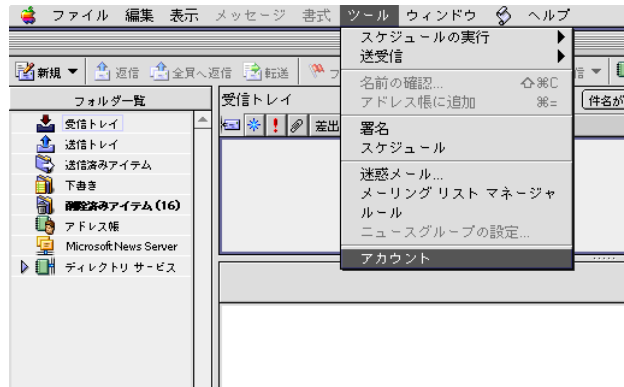 ファイル 編集 表示 メッセージ 書式 ツール ウィンドウ ヘルプ
新規 返信 全員へ返信 転送 フ
スケジュールの実行
送受信
名前の確認... ⇧⌘C
アドレス帳に追加 ⌘=
署名
スケジュール
迷惑メール...
メーリング リスト マネージャ
ルール
ニュースグループの設定...
アカウント
フォルダ一覧
受信トレイ
送信トレイ
送信済みアイテム
下書き
削除済みアイテム (16)
アドレス帳
Microsoft News Server
ディレクトリ サービス
受信トレイ
件名が
差出